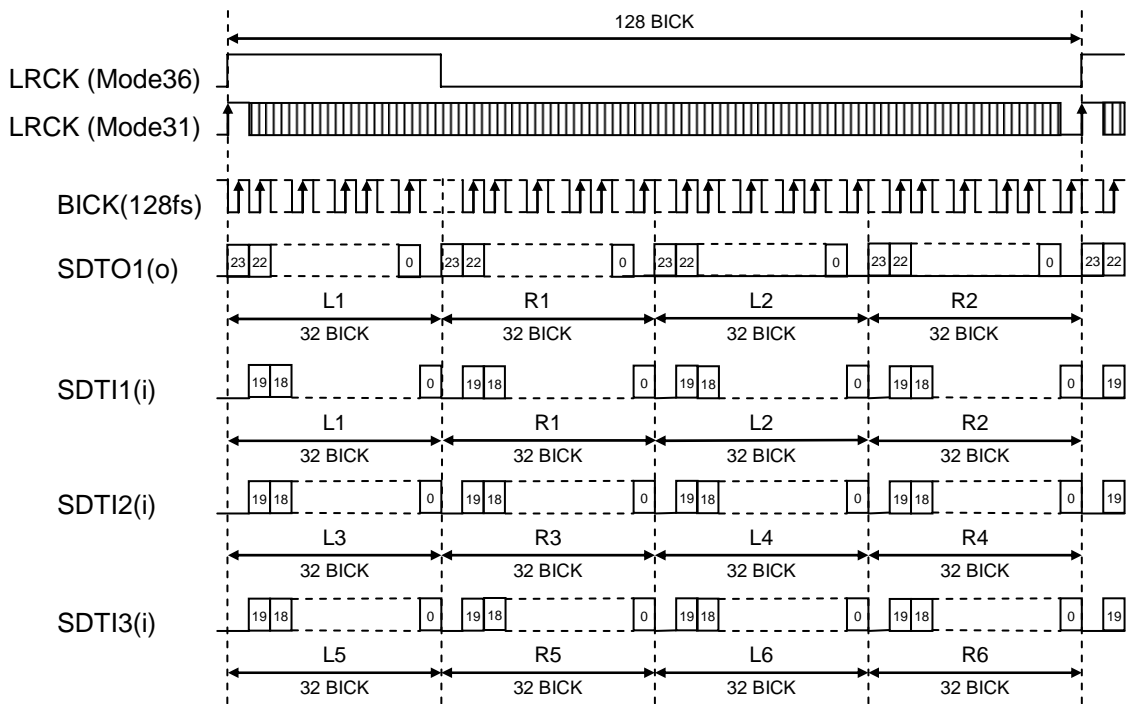 128 BICK
LRCK (Mode36)
LRCK (Mode31)
BICK(128fs)
SDTO1(o) 23 22 0 23 22 0 23 22 0 23 22 0 23 22
L1 R1 L2 R2
32 BICK 32 BICK 32 BICK 32 BICK
SDTI1(i) 19 18 0 19 18 0 19 18 0 19 18 0 19
L1 R1 L2 R2
32 BICK 32 BICK 32 BICK 32 BICK
SDTI2(i) 19 18 0 19 18 0 19 18 0 19 18 0 19
L3 R3 L4 R4
32 BICK 32 BICK 32 BICK 32 BICK
SDTI3(i) 19 18 0 19 18 0 19 18 0 19 18 0 19
L5 R5 L6 R6
32 BICK 32 BICK 32 BICK 32 BICK